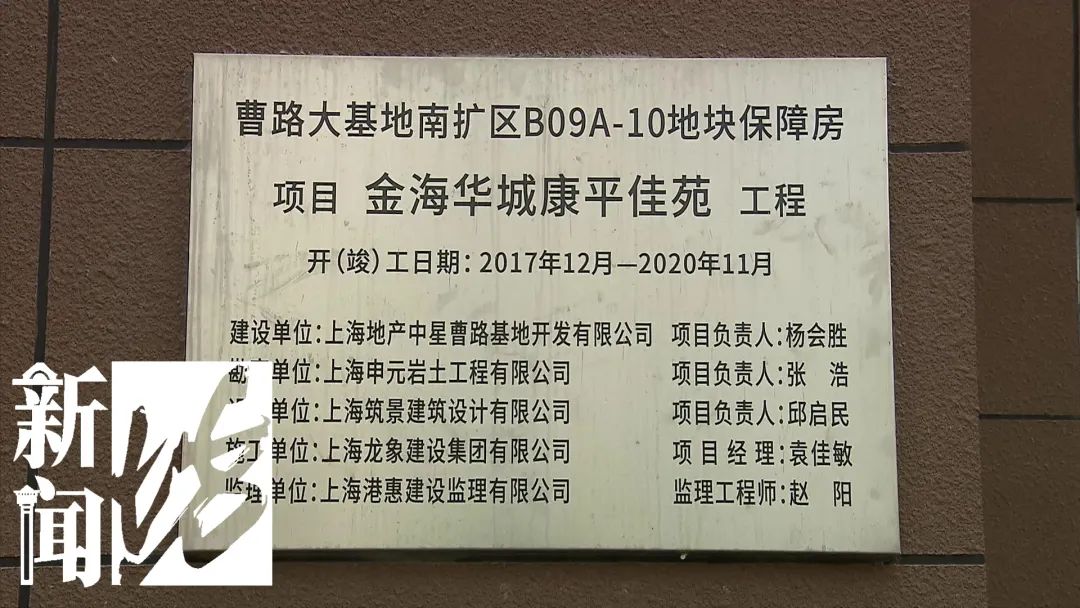 曹路大基地南扩区B09A-10地块保障房
项目 金海华城康平佳苑 工程
开(竣)工日期：2017年12月—2020年11月
建设单位:上海地产中星曹路基地开发有限公司 项目负责人:杨会胜
勘察单位:上海申元岩土工程有限公司 项目负责人:张 浩
单位:上海筑景建筑设计有限公司 项目负责人:邱启民
施工单位:上海龙象建设集团有限公司 项目经理:袁佳敏
监理单位:上海港惠建设监理有限公司 监理工程师:赵 阳
新闻
坊